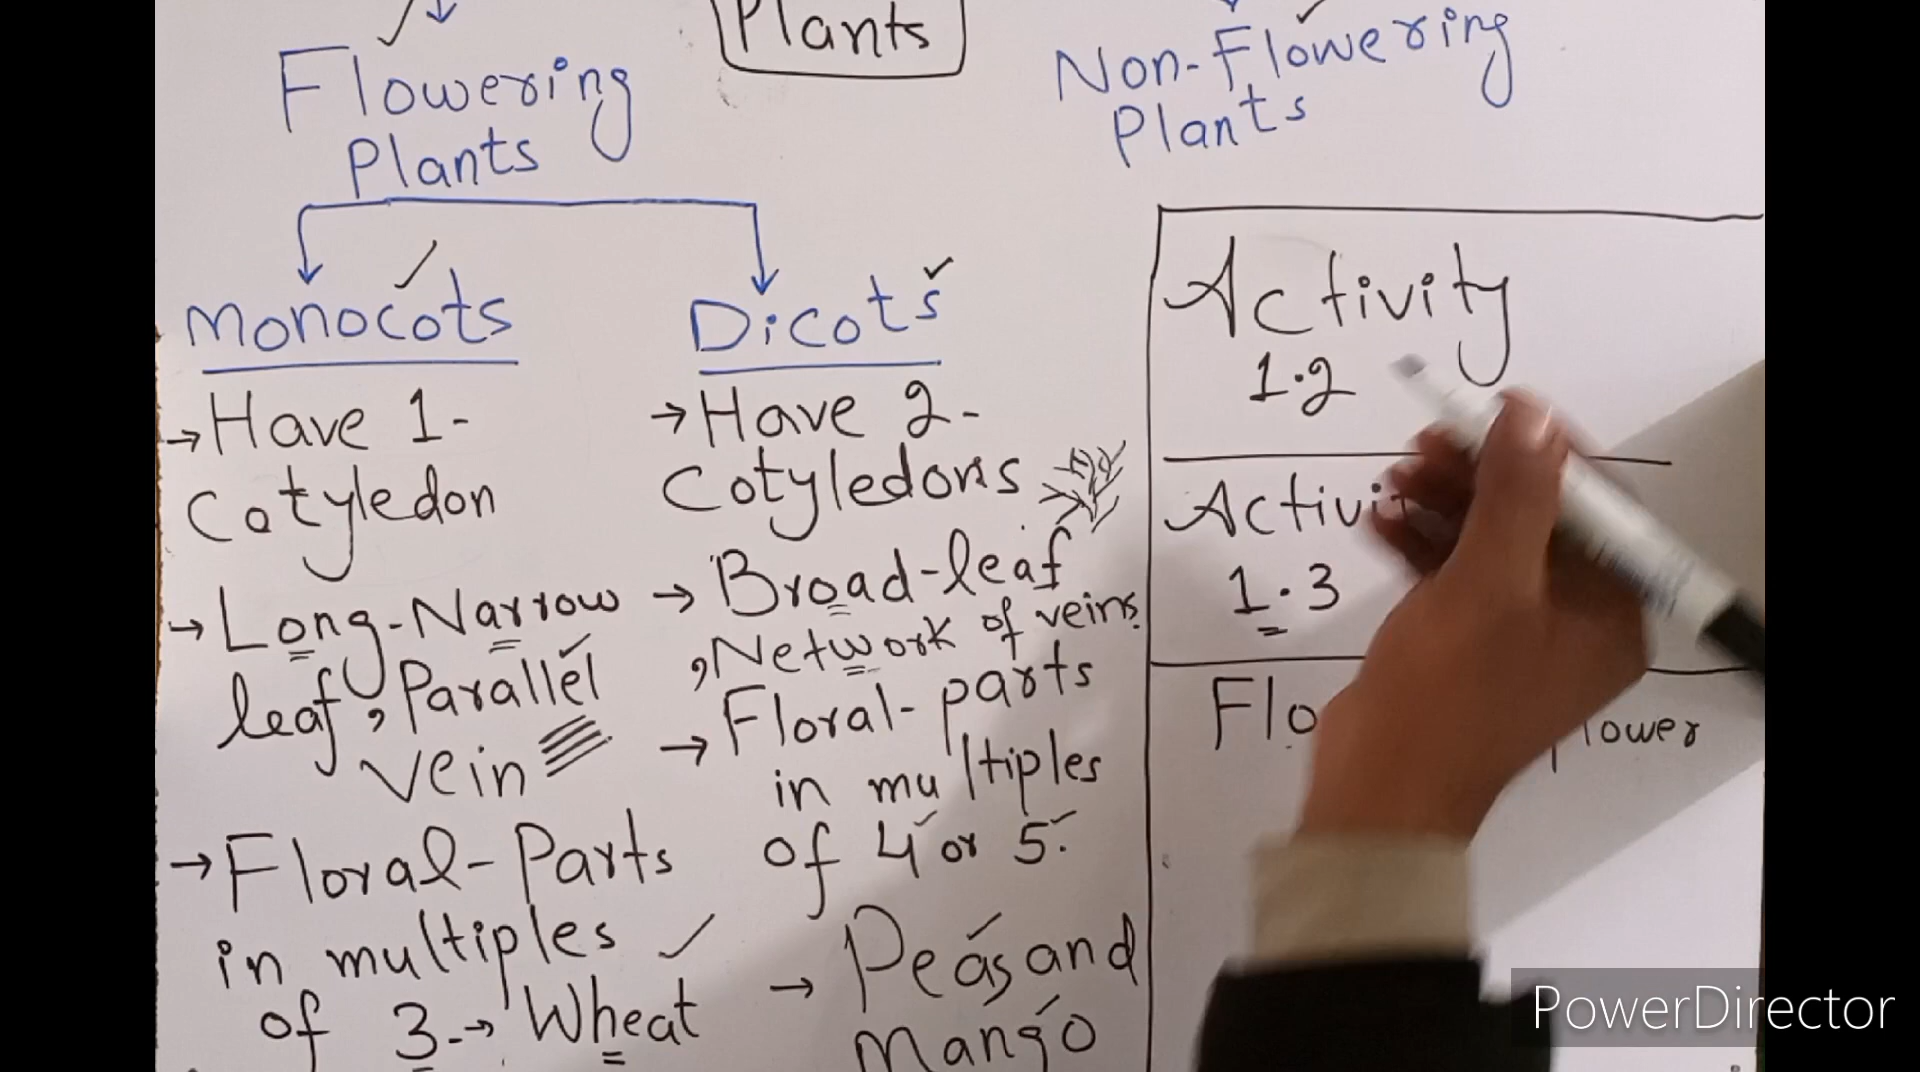 Plants
Flowering
Plants
Non-Flowering
Plants
Monocots
→ Have 1-
Cotyledon
→ Long-Narrow
leaf, Parallel
vein
→ Floral-Parts
in multiples
of 3. → Wheat
Dicots
→ Have 2-
Cotyledons
→ Broad-leaf
, Network of veins.
→ Floral-parts
in multiples
of 4 or 5.
→ Peas and
Mango
Activity
1.2
1.3
lower
PowerDirector